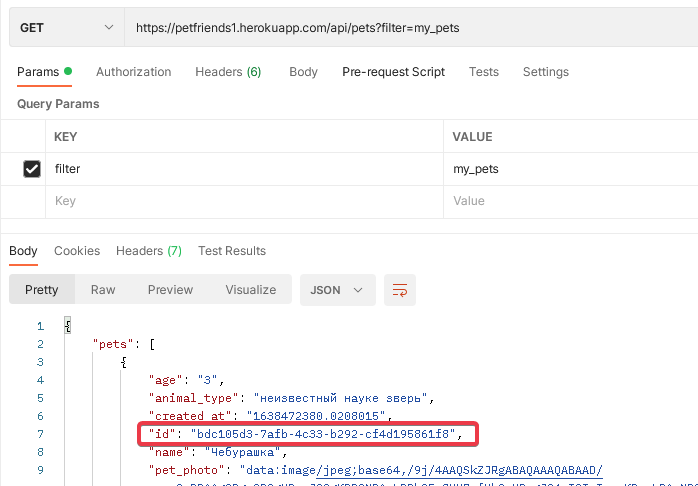 GET https://petfriends1.herokuapp.com/api/pets?filter=my_pets
Params Authorization Headers (6) Body Pre-request Script Tests Settings
Query Params
KEY VALUE
filter my_pets
Key Value
Body Cookies Headers (7) Test Results
Pretty Raw Preview Visualize JSON
1 {
2 "pets": [
3 {
4 "age": "3",
5 "animal_type": "неизвестный науке зверь",
6 "created_at": "1638472380.0208015",
7 "id": "bdc105d3-7afb-4c33-b292-cf4d195861f8",
8 "name": "Чебурашка",
9 "pet_photo": "data:image/jpeg;base64,/9j/4AAQSkZJRgABAQAAAQABAAD/